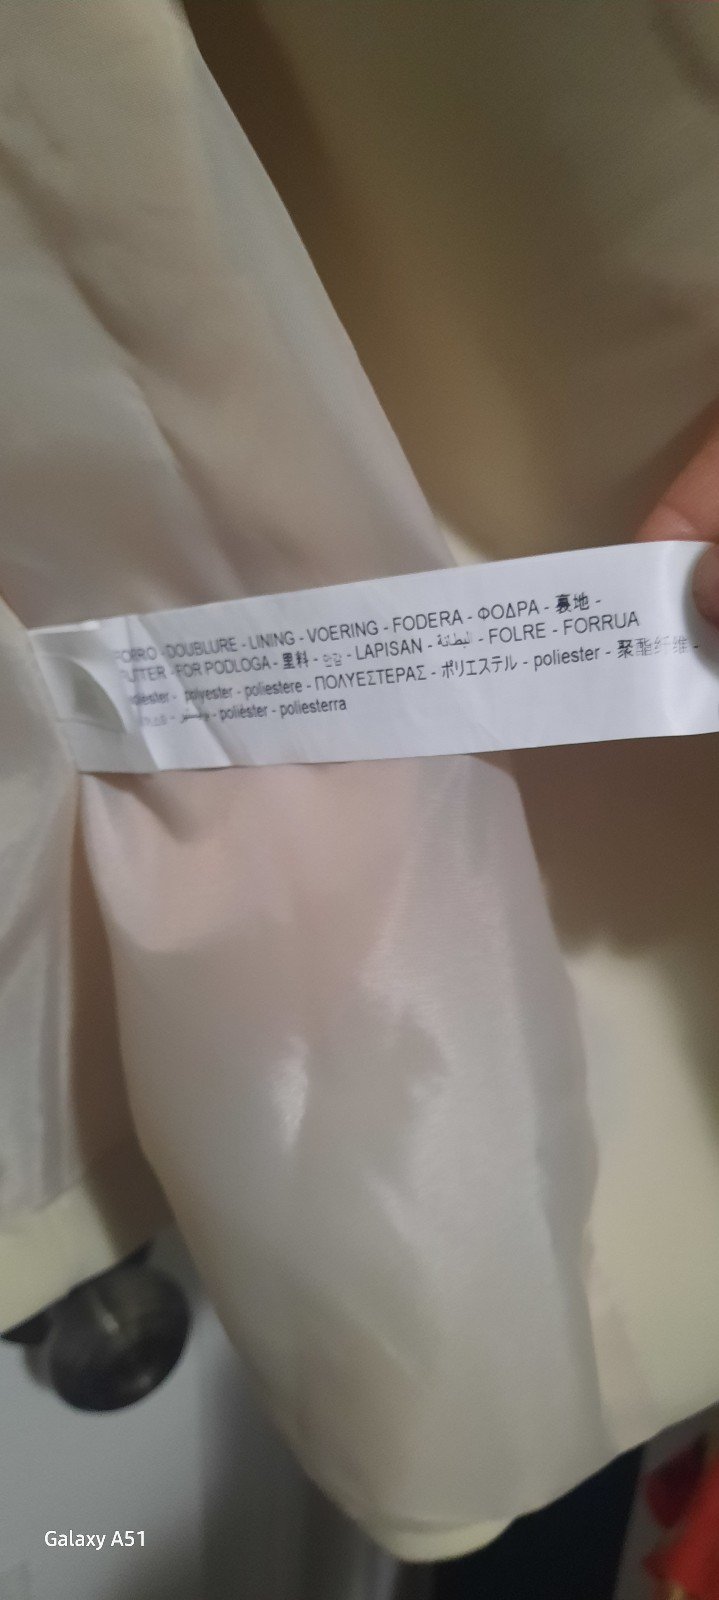 FORRO - DOUBLURE - LINING - VOERING - FODERA - ΦΟΔΡΑ - 裏地 -
FUTTER - FOR PODLOGA - 里料 - 안감 - LAPISAN - البطانة - FOLRE - FORRUA
poliéster - polyester - poliestere - ΠΟΛΥΕΣΤΕΡΑΣ - ポリエステル - poliester - 聚酯纤维 -
- poliéster - poliesterra
Galaxy A51